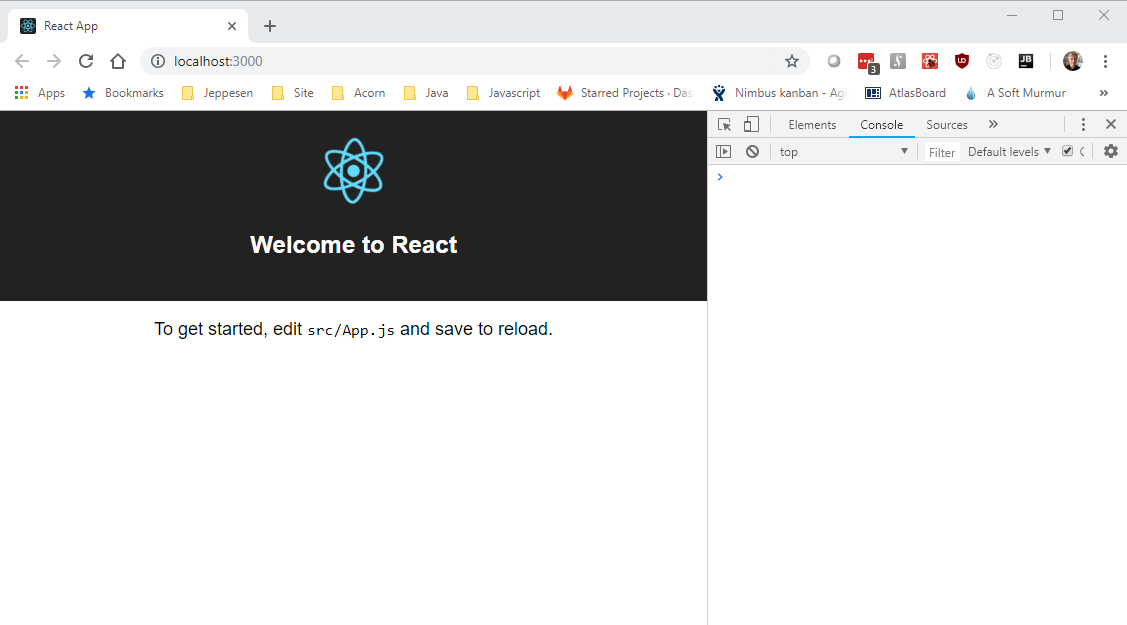 React App
localhost:3000
3
UD
JB
Apps Bookmarks Jeppesen Site Acorn Java Javascript Starred Projects · Das Nimbus kanban - Agi AtlasBoard A Soft Murmur »
Elements Console Sources »
top Filter Default levels
Welcome to React
To get started, edit src/App.js and save to reload.